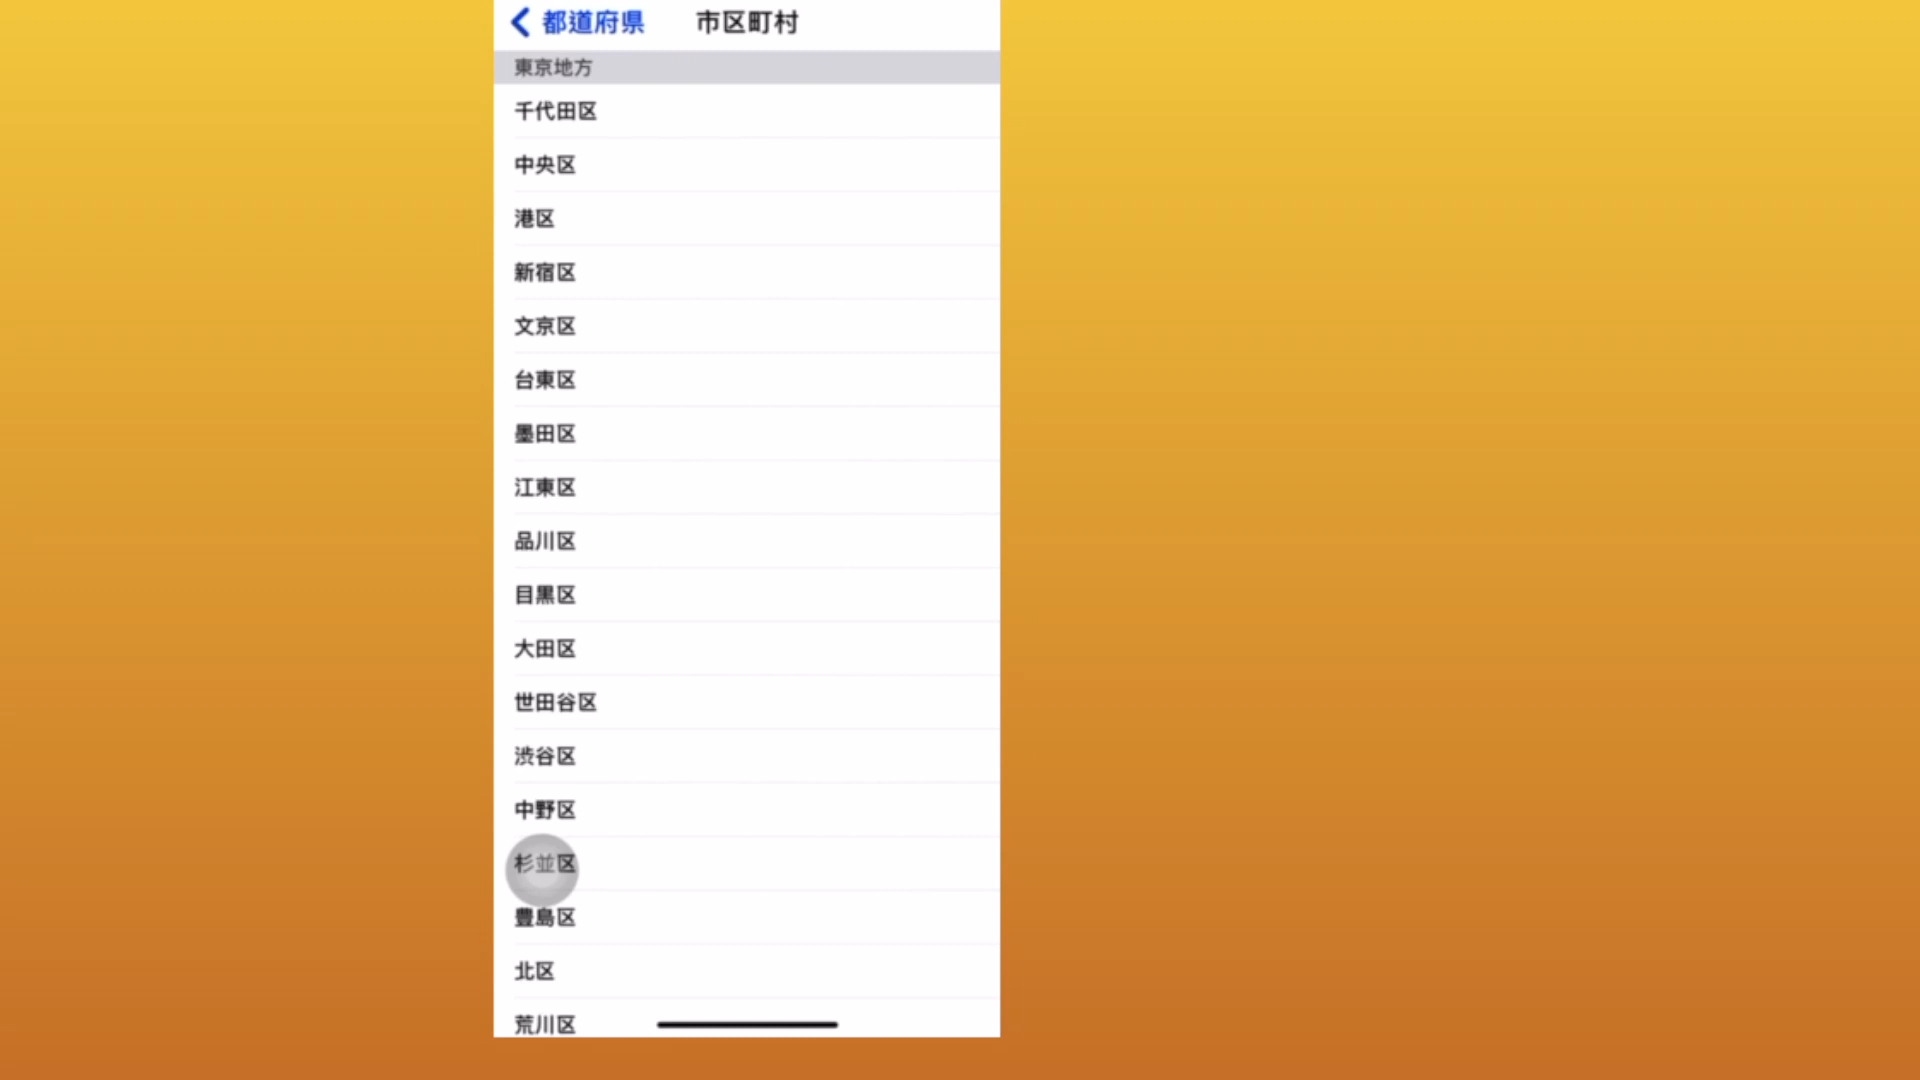 都道府県 市区町村
東京地方
千代田区
中央区
港区
新宿区
文京区
台東区
墨田区
江東区
品川区
目黒区
大田区
世田谷区
渋谷区
中野区
杉並区
豊島区
北区
荒川区